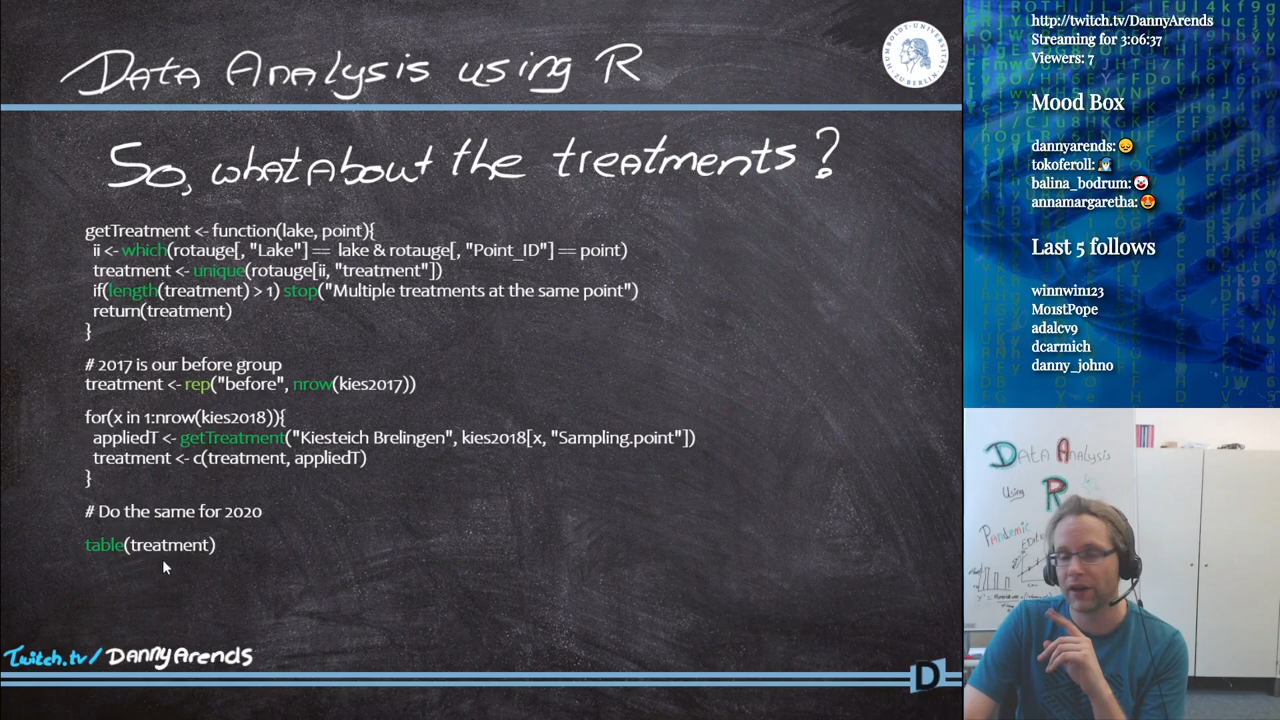 Data Analysis using R
HUMBOLDT-UNIVERSITÄT ZU BERLIN
So, what about the treatments?
getTreatment <- function(lake, point){
ii <- which(rotauge[, "Lake"] == lake & rotauge[, "Point_ID"] == point)
treatment <- unique(rotauge[ii, "treatment"])
if(length(treatment) > 1) stop("Multiple treatments at the same point")
return(treatment)
}
# 2017 is our before group
treatment <- rep("before", nrow(kies2017))
for(x in 1:nrow(kies2018)){
appliedT <- getTreatment("Kiesteich Brelingen", kies2018[x, "Sampling.point"])
treatment <- c(treatment, appliedT)
}
# Do the same for 2020
table(treatment)
Twitch.tv/DannyArends
D
http://twitch.tv/DannyArends
Streaming for 3:06:37
Viewers: 7
Mood Box
dannyarends:
tokoferoll:
balina_bodrum:
annamargaretha:
Last 5 follows
winnwin123
Mo1stPope
adalcv9
dcarmich
danny_johno
Data Analysis
Using R
Pandemic